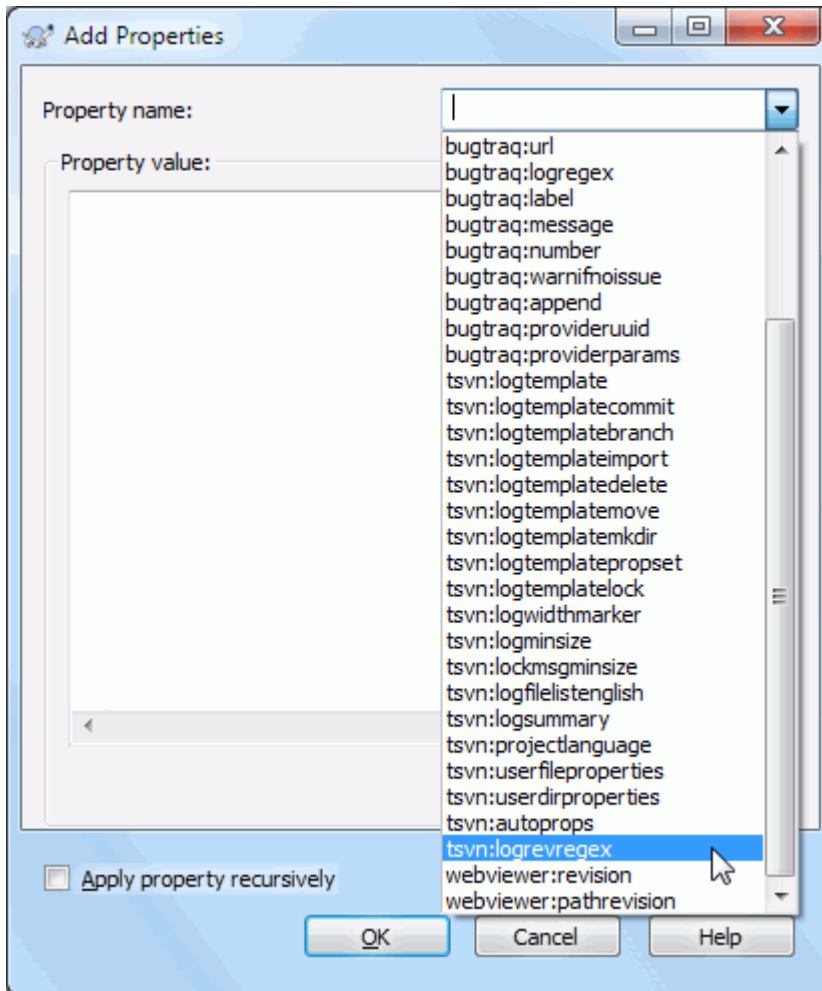 Add Properties
Property name:
Property value:
bugtraq:url
bugtraq:logregex
bugtraq:label
bugtraq:message
bugtraq:number
bugtraq:warnifnoissue
bugtraq:append
bugtraq:provideruuid
bugtraq:providerparams
tsvn:logtemplate
tsvn:logtemplatecommit
tsvn:logtemplatebranch
tsvn:logtemplateimport
tsvn:logtemplatedelete
tsvn:logtemplatemove
tsvn:logtemplatemkdir
tsvn:logtemplatepropset
tsvn:logtemplatelock
tsvn:logwidthmarker
tsvn:logminsize
tsvn:lockmsgminsize
tsvn:logfilelistenglish
tsvn:logsummary
tsvn:projectlanguage
tsvn:userfileproperties
tsvn:userdirproperties
tsvn:autoprops
tsvn:logrevregex
webviewer:revision
webviewer:pathrevision
Apply property recursively
OK Cancel Help